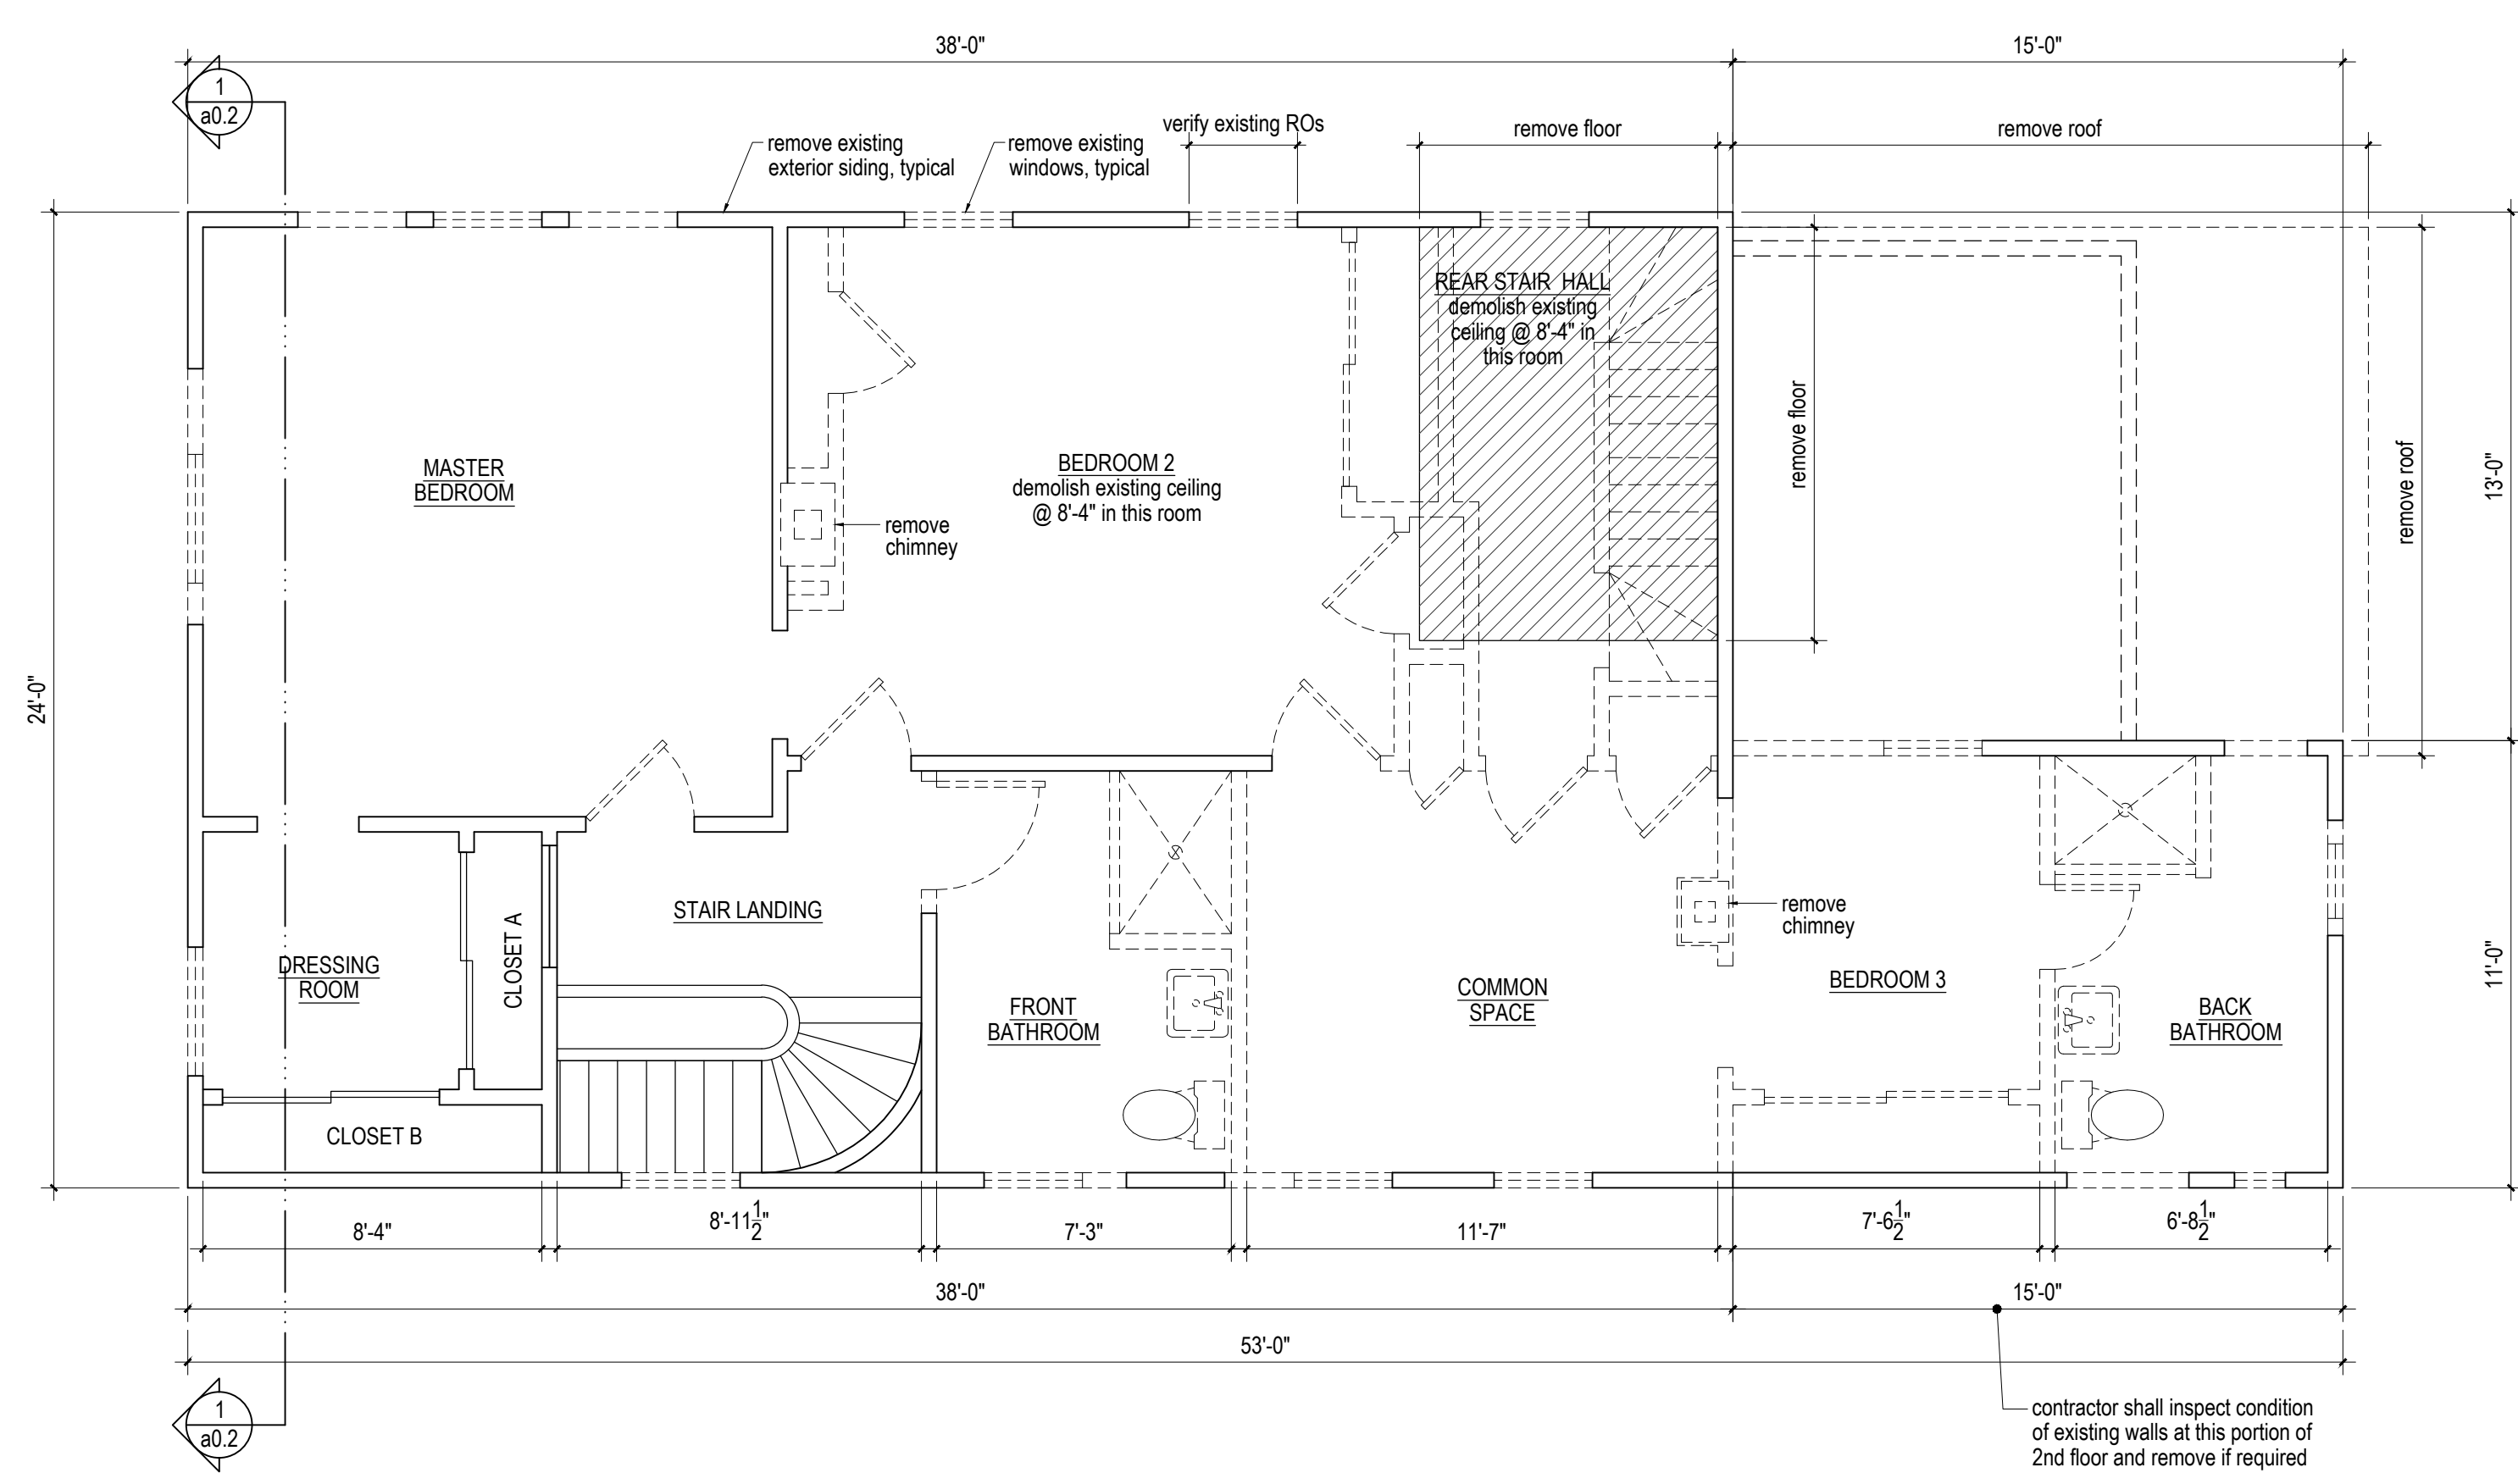 38'-0"
15'-0"
1
a0.2
verify existing ROs
remove floor
remove roof
remove existing
exterior siding, typical
remove existing
windows, typical
REAR STAIR HALL
demolish existing
ceiling @ 8'-4" in
this room
remove floor
remove roof
13'-0"
MASTER
BEDROOM
BEDROOM 2
demolish existing ceiling
@ 8'-4" in this room
remove
chimney
24'-0"
STAIR LANDING
CLOSET A
DRESSING
ROOM
FRONT
BATHROOM
COMMON
SPACE
remove
chimney
BEDROOM 3
BACK
BATHROOM
11'-0"
CLOSET B
8'-4"
8'-11 1/2"
7'-3"
11'-7"
7'-6 1/2"
6'-8 1/2"
38'-0"
15'-0"
53'-0"
1
a0.2
contractor shall inspect condition
of existing walls at this portion of
2nd floor and remove if required